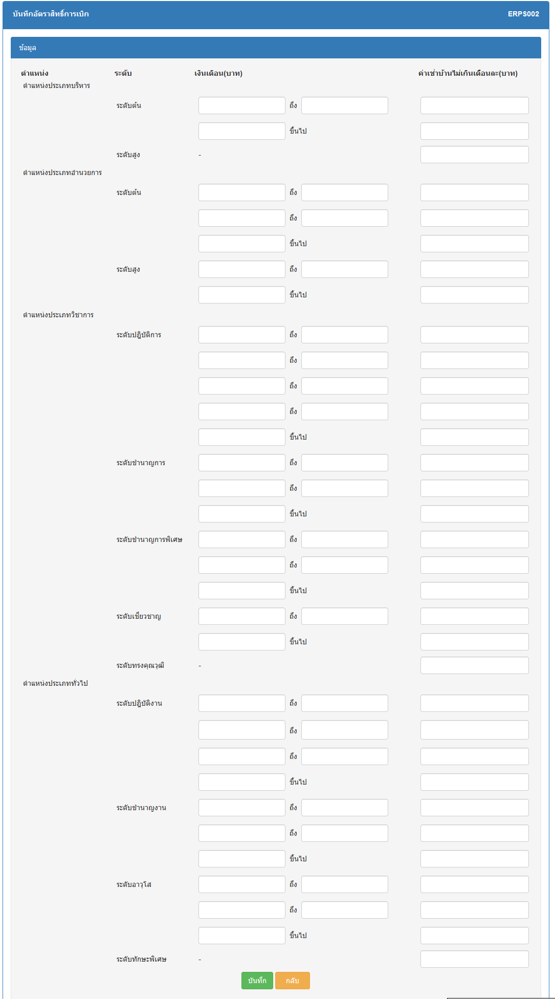 บันทึกอัตราสิทธิ์การเบิก ERPS002
ข้อมูล
ตำแหน่ง ระดับ เงินเดือน(บาท) ค่าเช่าบ้านไม่เกินเดือนละ(บาท)
ตำแหน่งประเภทบริหาร
ระดับต้น ถึง
ขึ้นไป
ระดับสูง -
ตำแหน่งประเภทอำนวยการ
ระดับต้น ถึง
ถึง
ขึ้นไป
ระดับสูง ถึง
ขึ้นไป
ตำแหน่งประเภทวิชาการ
ระดับปฎิบัติการ ถึง
ถึง
ถึง
ถึง
ขึ้นไป
ระดับชำนาญการ ถึง
ถึง
ขึ้นไป
ระดับชำนาญการพิเศษ ถึง
ถึง
ขึ้นไป
ระดับเชี่ยวชาญ ถึง
ขึ้นไป
ระดับทรงคุณวุฒิ -
ตำแหน่งประเภททั่วไป
ระดับปฎิบัติงาน ถึง
ถึง
ถึง
ขึ้นไป
ระดับชำนาญงาน ถึง
ถึง
ขึ้นไป
ระดับอาวุโส ถึง
ถึง
ขึ้นไป
ระดับทักษะพิเศษ -
บันทึก กลับ